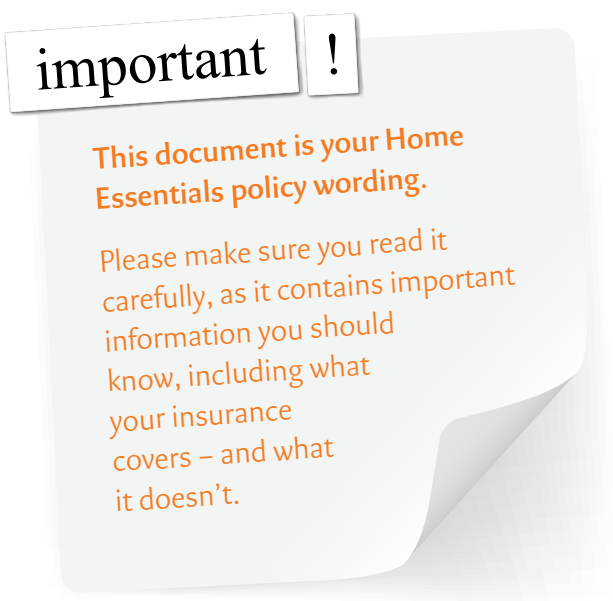 important !
This document is your Home
Essentials policy wording.
Please make sure you read it
carefully, as it contains important
information you should
know, including what
your insurance
covers – and what
it doesn't.